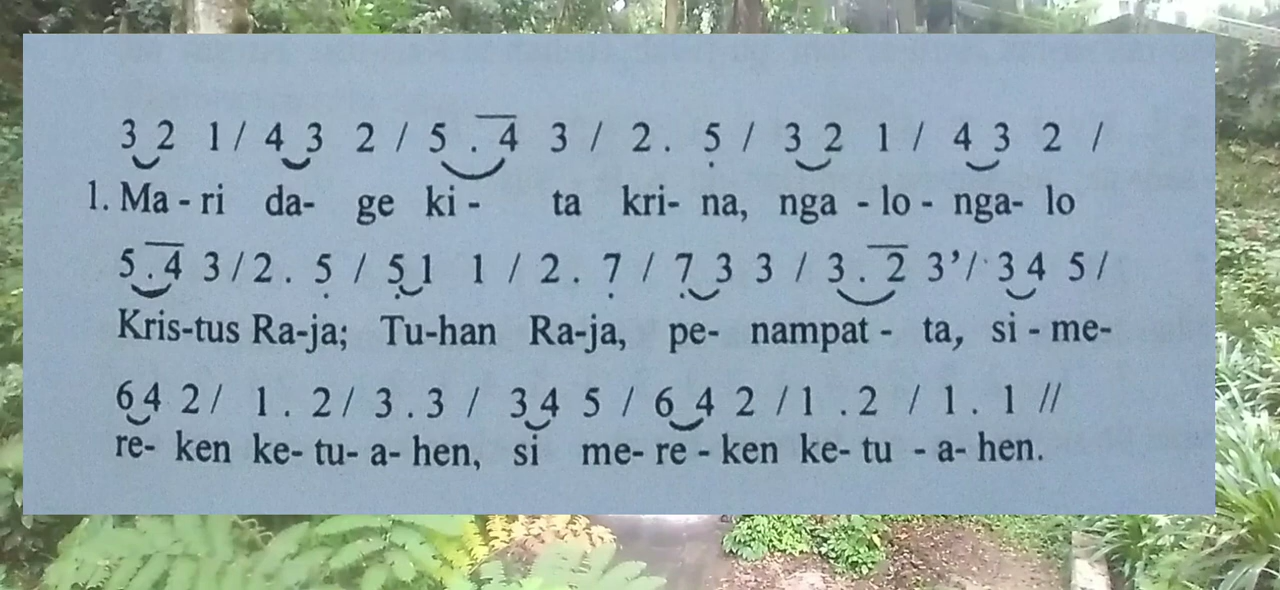 3 2 1 / 4 3 2 / 5 . 4 3 / 2 . 5̣ / 3 2 1 / 4 3 2 /
1. Ma - ri da- ge ki - ta kri- na, nga - lo - nga- lo
5 . 4 3 / 2 . 5̣ / 5̣ 1 1 / 2 . 7̣ / 7̣ 3 3 / 3 . 2 3’ / 3 4 5 /
Kris-tus Ra-ja; Tu-han Ra-ja, pe- nampat - ta, si - me-
6 4 2 / 1 . 2 / 3 . 3 / 3 4 5 / 6 4 2 / 1 . 2 / 1 . 1 //
re- ken ke- tu- a- hen, si me- re - ken ke- tu - a- hen.